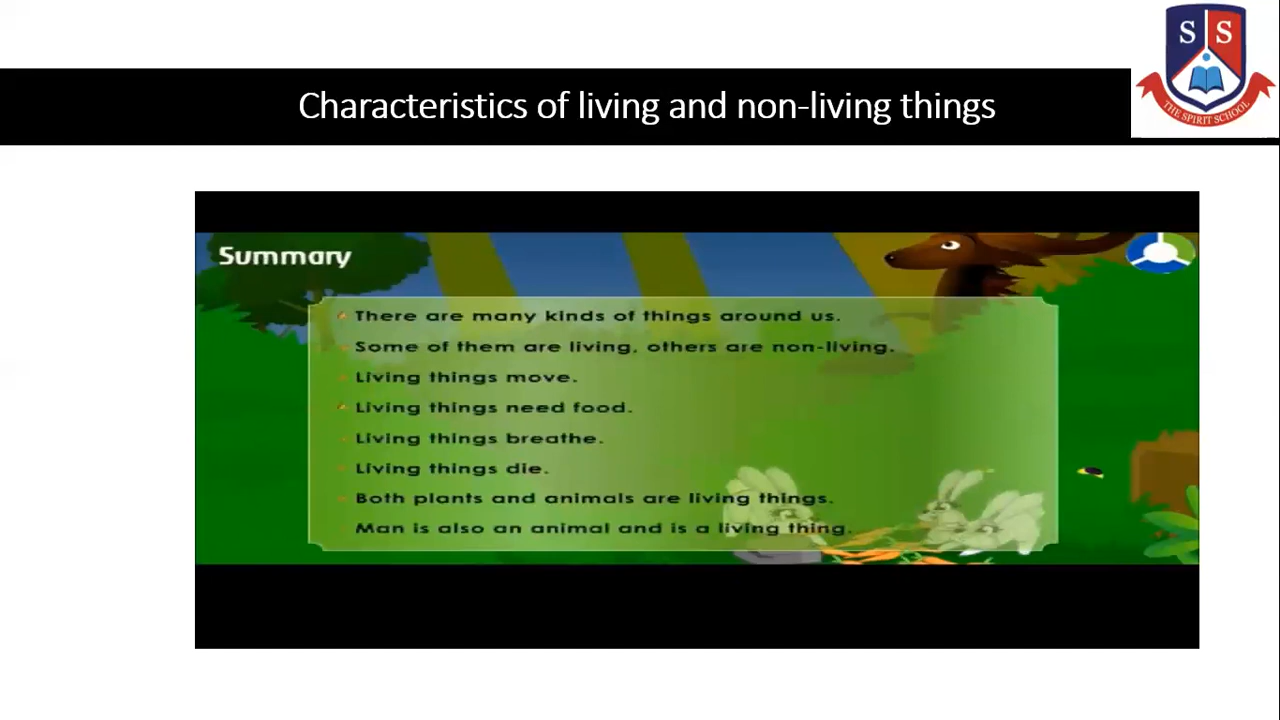 S S
THE SPIRIT SCHOOL
Characteristics of living and non-living things
Summary
There are many kinds of things around us.
Some of them are living, others are non-living.
Living things move.
Living things need food.
Living things breathe.
Living things die.
Both plants and animals are living things.
Man is also an animal and is a living thing.